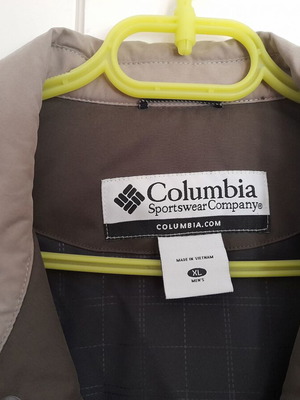 Columbia
Sportswear Company®
COLUMBIA.COM
MADE IN VIETNAM
XL
MEN'S